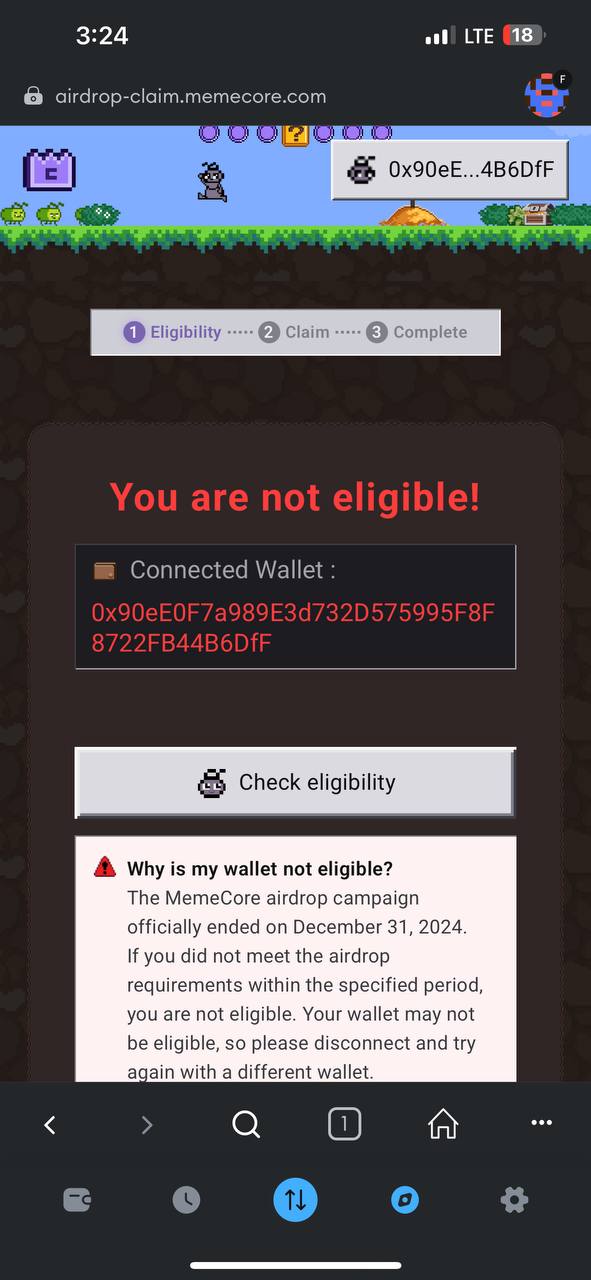 3:24
LTE 18
airdrop-claim.memecore.com
F
?
C
0x90eE...4B6DfF
1 Eligibility ····· 2 Claim ····· 3 Complete
You are not eligible!
Connected Wallet :
0x90eE0F7a989E3d732D575995F8F
8722FB44B6DfF
Check eligibility
Why is my wallet not eligible?
The MemeCore airdrop campaign
officially ended on December 31, 2024.
If you did not meet the airdrop
requirements within the specified period,
you are not eligible. Your wallet may not
be eligible, so please disconnect and try
again with a different wallet.
1